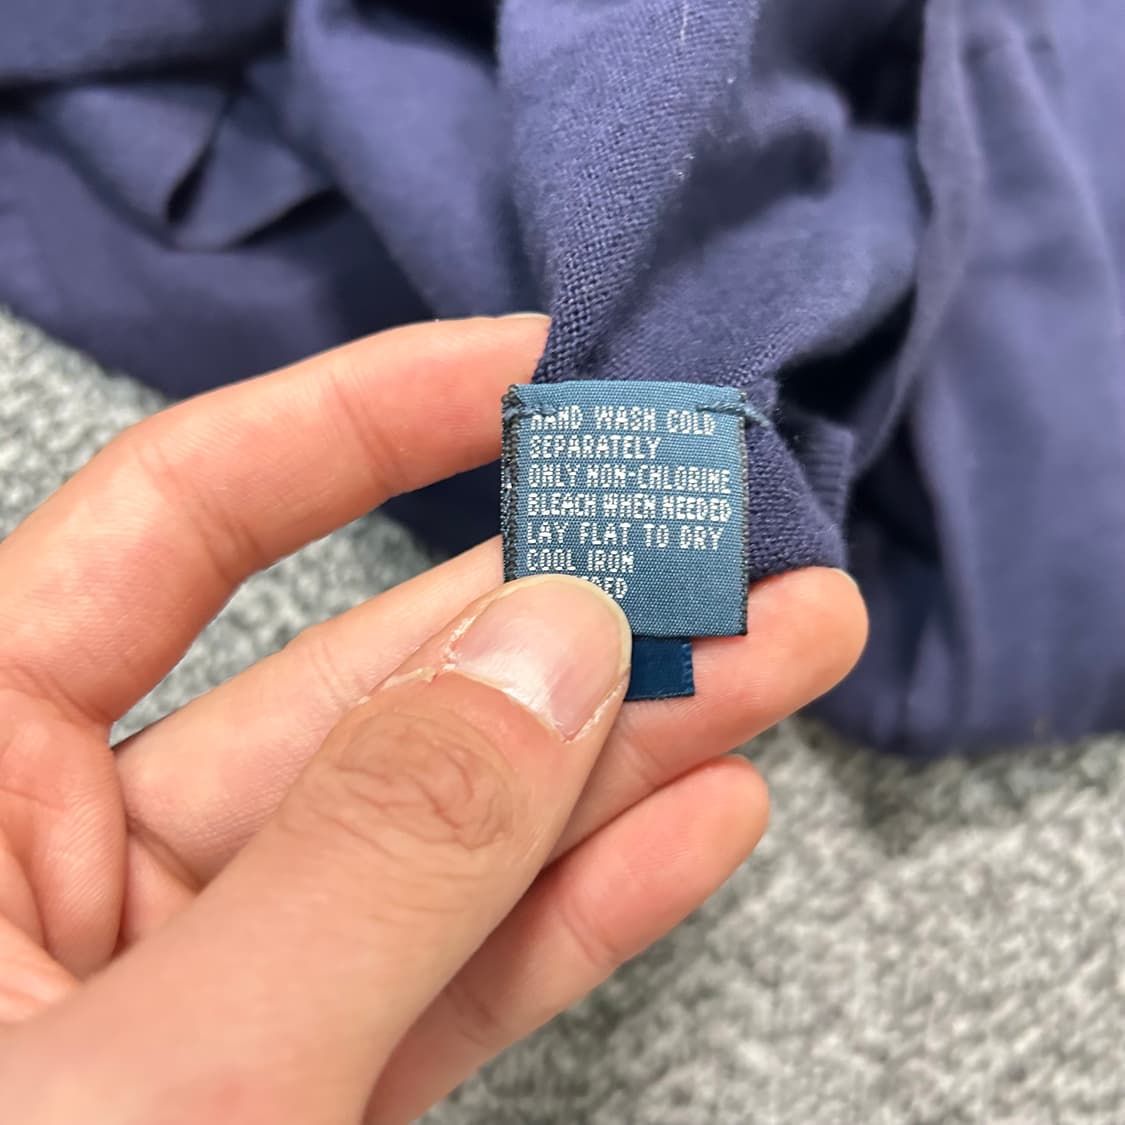 HAND WASH COLD
SEPARATELY
ONLY NON-CHLORINE
BLEACH WHEN NEEDED
LAY FLAT TO DRY
COOL IRON